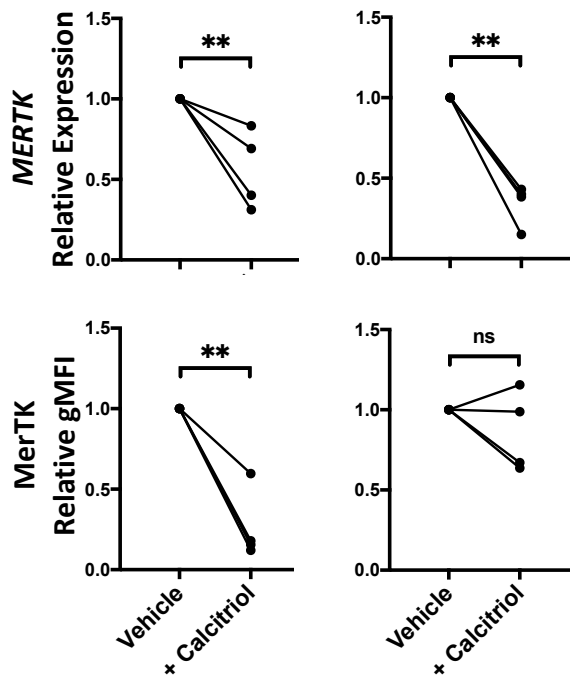 MERTK
Relative Expression
1.5
1.0
0.5
0.0
**
1.5
1.0
0.5
0.0
**
MerTK
Relative gMFI
1.5
1.0
0.5
0.0
**
Vehicle
+ Calcitriol
1.5
1.0
0.5
0.0
ns
Vehicle
+ Calcitriol